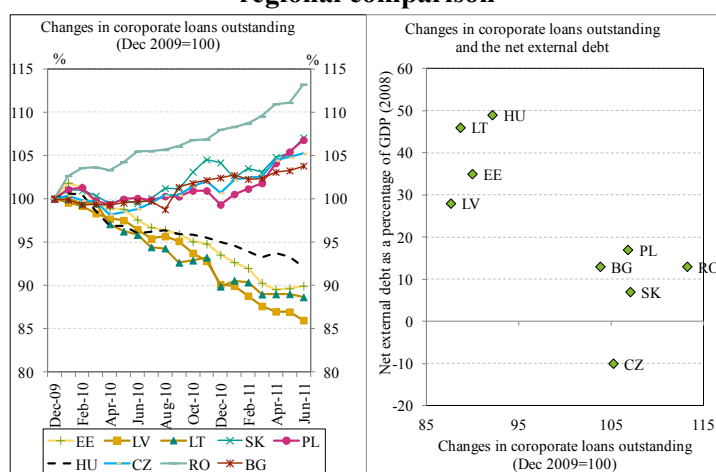 regional comparison
Changes in coroporate loans outstanding
(Dec 2009=100)
% %
115 115
110 110
105 105
100 100
95 95
90 90
85 85
80 80
Dec-09 Feb-10 Apr-10 Jun-10 Aug-10 Oct-10 Dec-10 Feb-11 Apr-11 Jun-11
EE LV LT SK PL
HU CZ RO BG
Changes in coroporate loans outstanding
and the net external debt
Net external debt as a percentage of GDP (2008)
60
50
40
30
20
10
0
-10
-20
HU
LT
EE
LV
PL
BG RO
SK
CZ
85 95 105 115
Changes in coroporate loans outstanding
(Dec 2009=100)